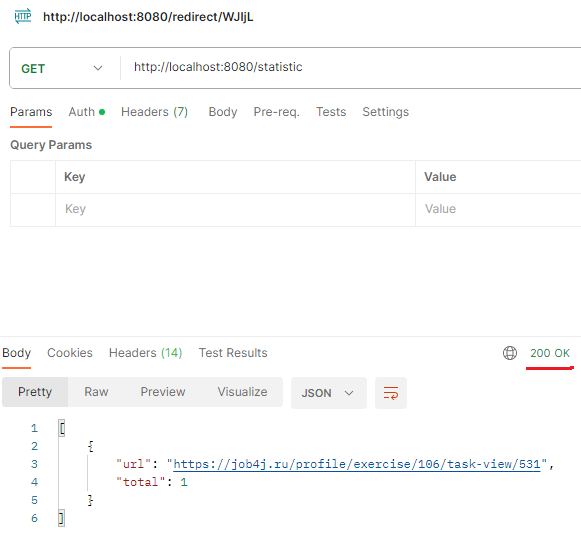 HTTP http://localhost:8080/redirect/WJIjL
GET http://localhost:8080/statistic
Params Auth Headers (7) Body Pre-req. Tests Settings
Query Params
Key Value
Key Value
Body Cookies Headers (14) Test Results 200 OK
Pretty Raw Preview Visualize JSON
1 [
2 {
3 "url": "https://job4j.ru/profile/exercise/106/task-view/531",
4 "total": 1
5 }
6 ]